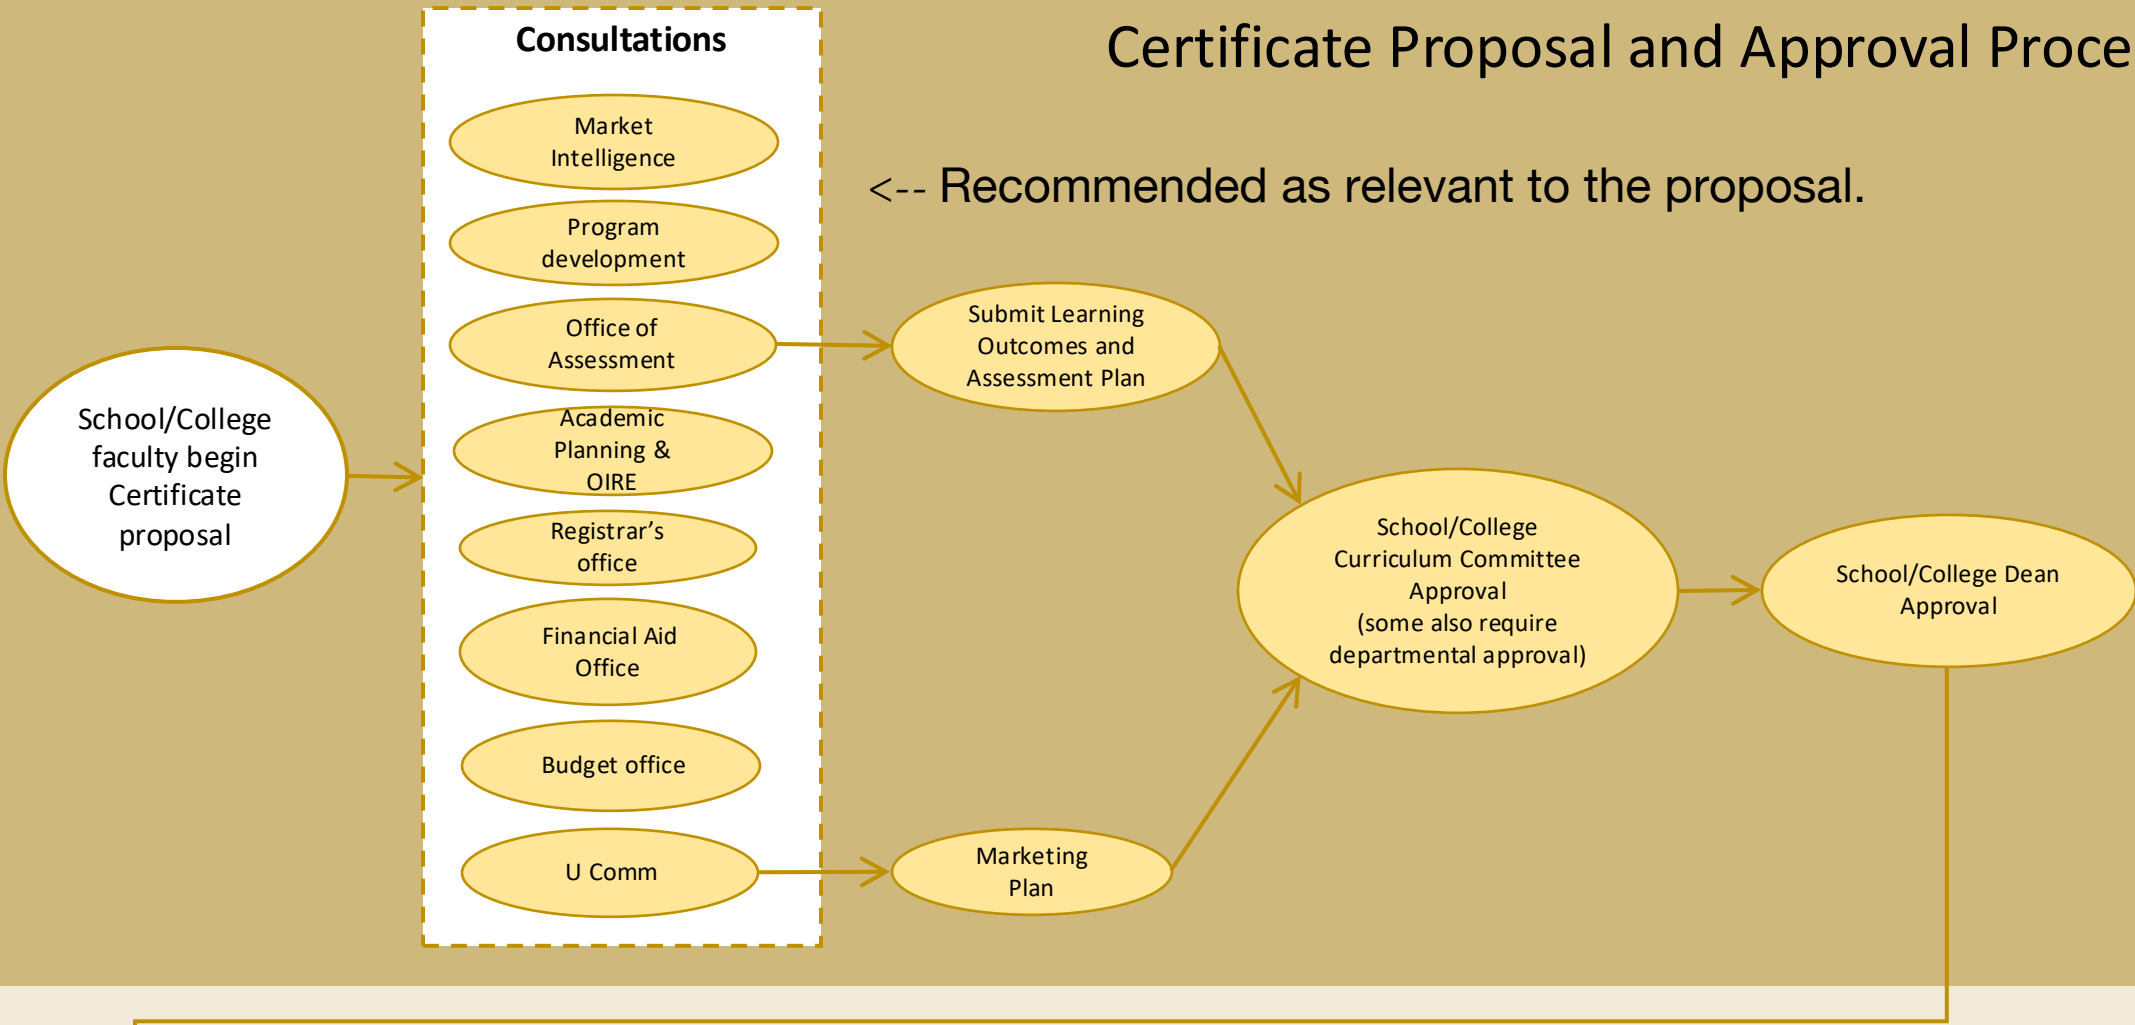 Certificate Proposal and Approval Proce
Consultations
<-- Recommended as relevant to the proposal.
School/College
faculty begin
Certificate
proposal
Market
Intelligence
Program
development
Office of
Assessment
Academic
Planning &
OIRE
Registrar’s
office
Financial Aid
Office
Budget office
U Comm
Submit Learning
Outcomes and
Assessment Plan
Marketing
Plan
School/College
Curriculum Committee
Approval
(some also require
departmental approval)
School/College Dean
Approval